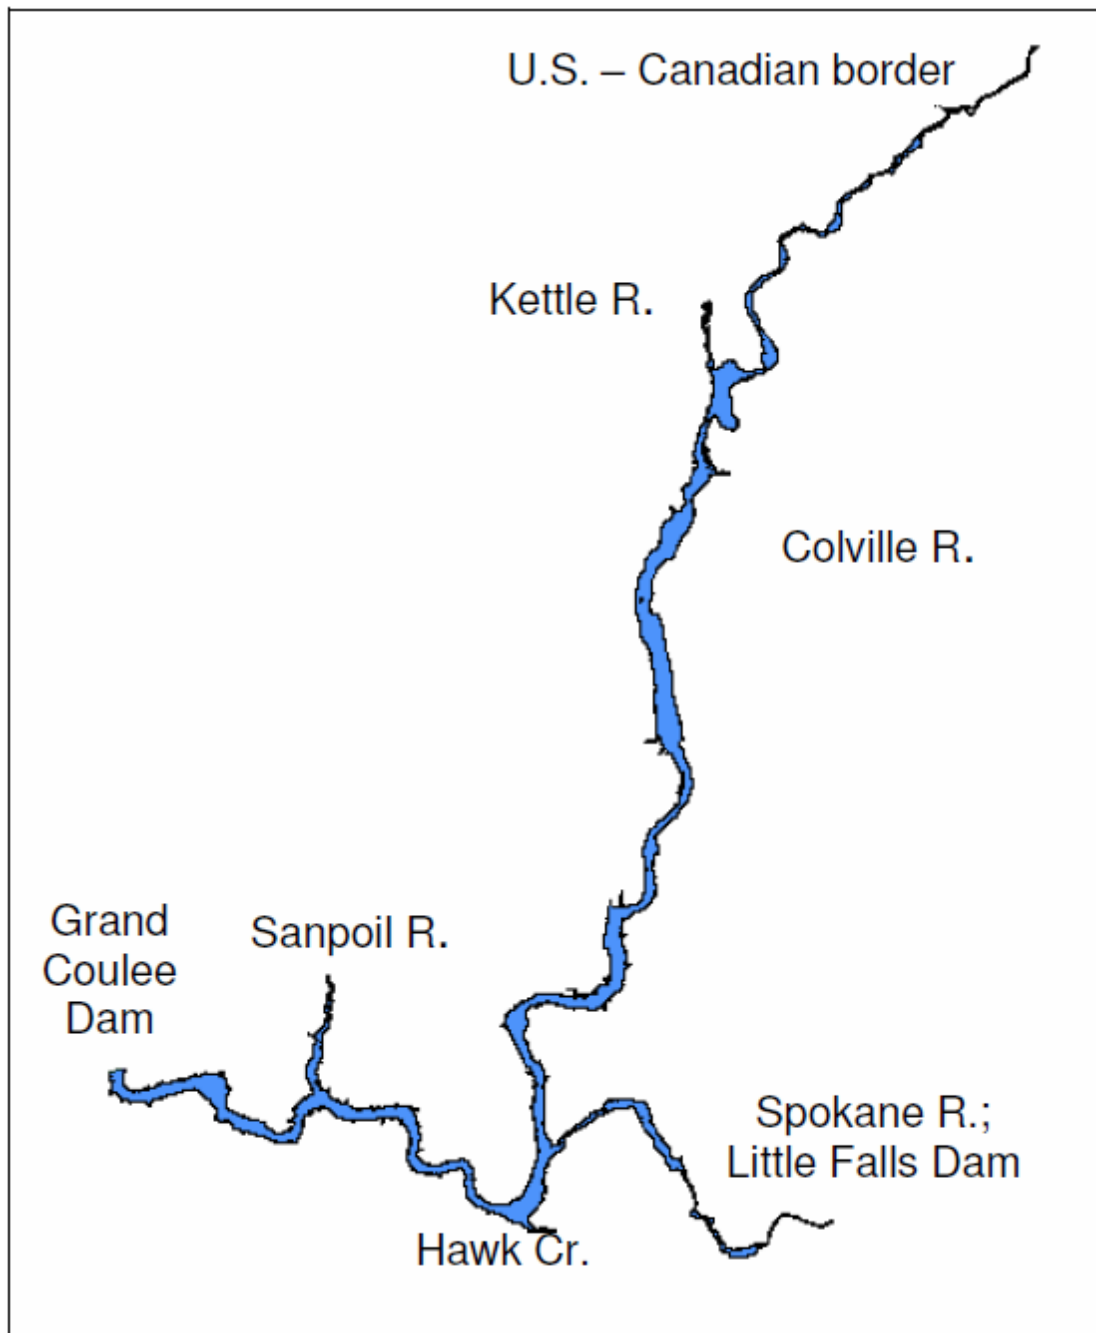 U.S. – Canadian border
Kettle R.
Colville R.
Grand
Coulee
Dam
Sanpoil R.
Spokane R.;
Little Falls Dam
Hawk Cr.